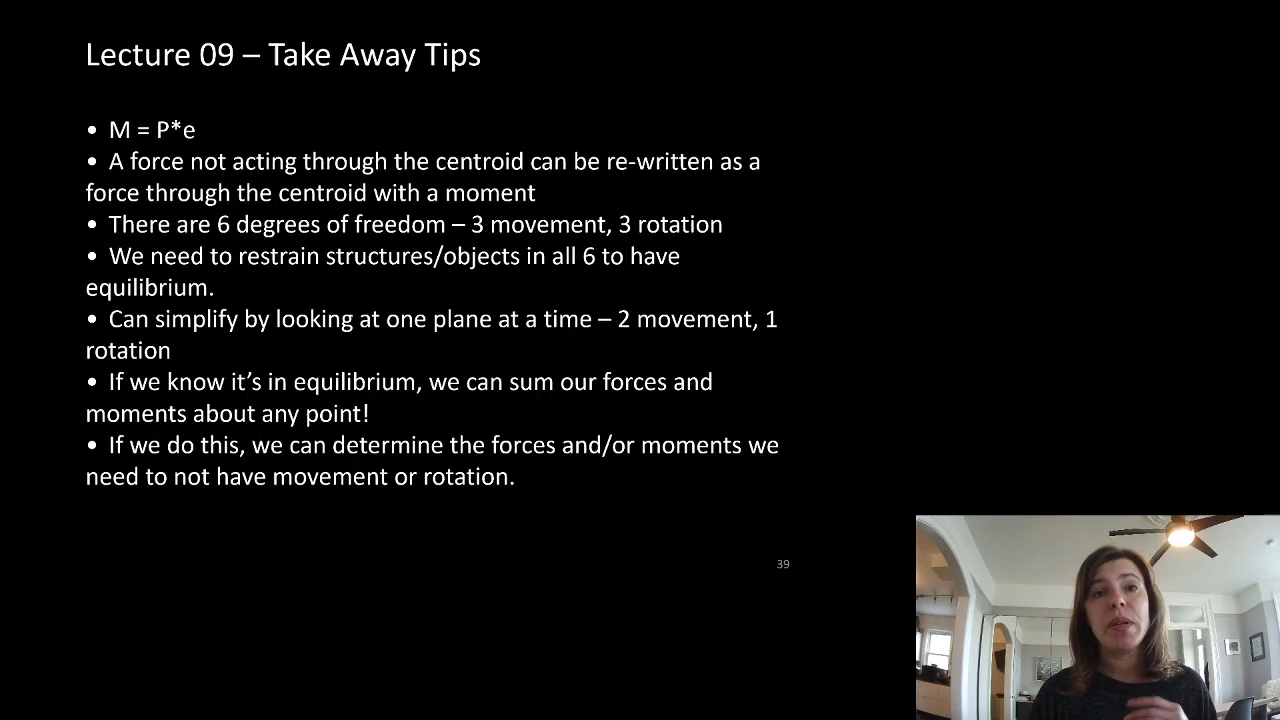 Lecture 09 – Take Away Tips
• M = P*e
• A force not acting through the centroid can be re-written as a
force through the centroid with a moment
• There are 6 degrees of freedom – 3 movement, 3 rotation
• We need to restrain structures/objects in all 6 to have
equilibrium.
• Can simplify by looking at one plane at a time – 2 movement, 1
rotation
• If we know it’s in equilibrium, we can sum our forces and
moments about any point!
• If we do this, we can determine the forces and/or moments we
need to not have movement or rotation.
39